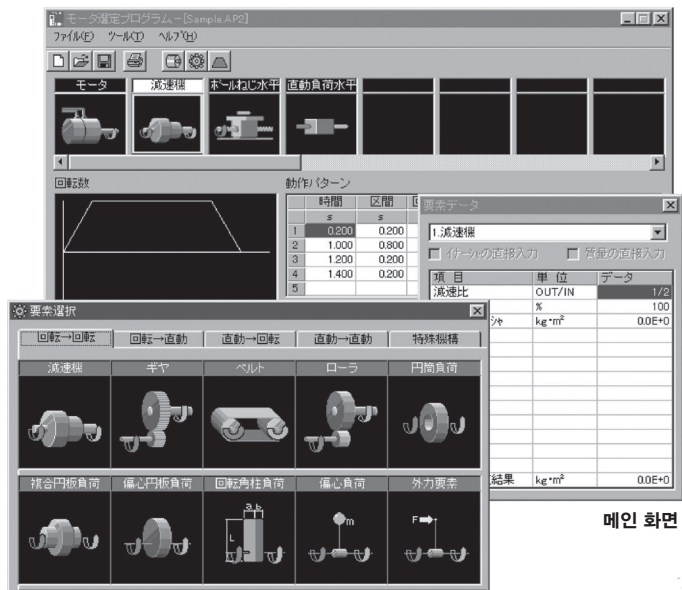 モータ選定プログラム-[Sample.AP2]
ファイル(F) ツール(T) ヘルプ(H)
モータ 減速機 ボールねじ水平 直動負荷水平
回転数
動作パターン
時間 区間
s s
1 0.200 0.200
2 1.000 0.800
3 1.200 0.200
4 1.400 0.200
5
要素データ
1.減速機
イナーシャの直接入力 質量の直接入力
項目 単位 データ
減速比 OUT/IN 1/2
% 100
シャ kg・m² 0.0E+0
結果 kg・m² 0.0E+0
要素選択
回転→回転 回転→直動 直動→回転 直動→直動 特殊機構
減速機 ギヤ ベルト ローラ 円筒負荷
複合円板負荷 偏心円板負荷 回転角柱負荷 偏心負荷 外力要素
a b
L
m
F
메인 화면